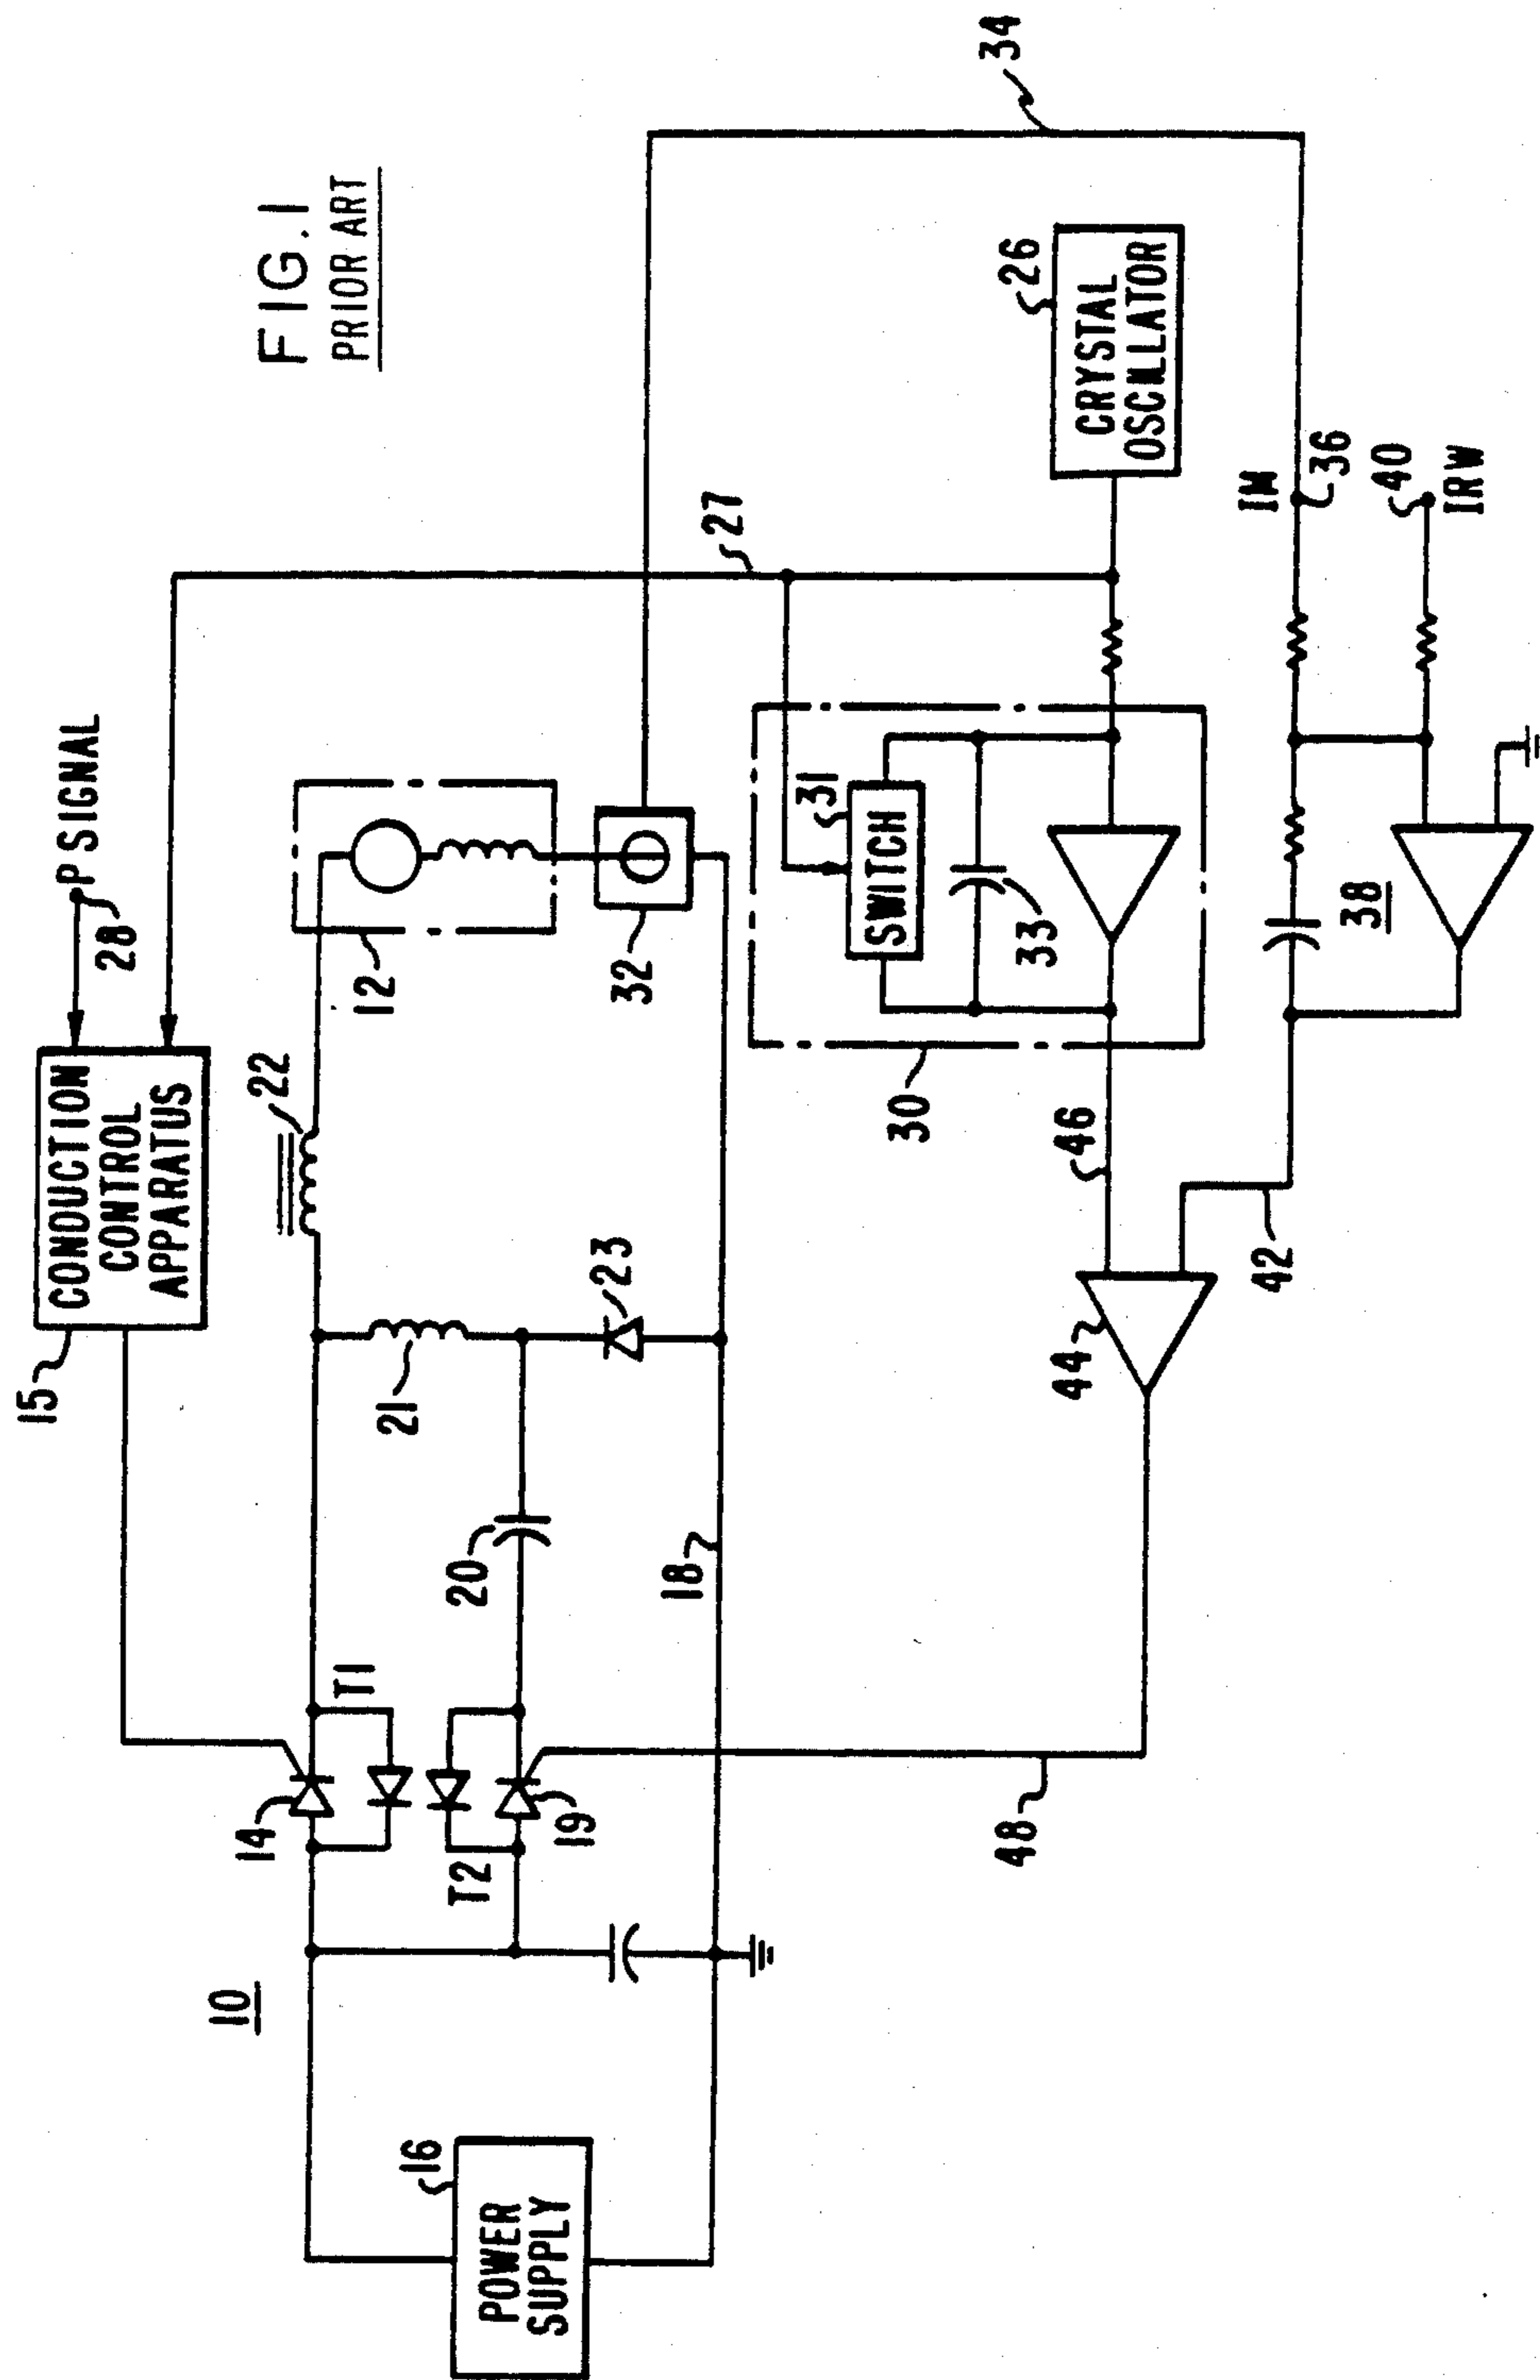 FIG. 1
PRIOR ART
P SIGNAL
28
CONDUCTION
CONTROL
APPARATUS
15
22
12
27
34
10
14
T1
T2
19
20
21
23
18
32
16
POWER
SUPPLY
31
SWITCH
33
30
26
CRYSTAL
OSCILLATOR
46
44
42
48
IM
36
40
IRW
38